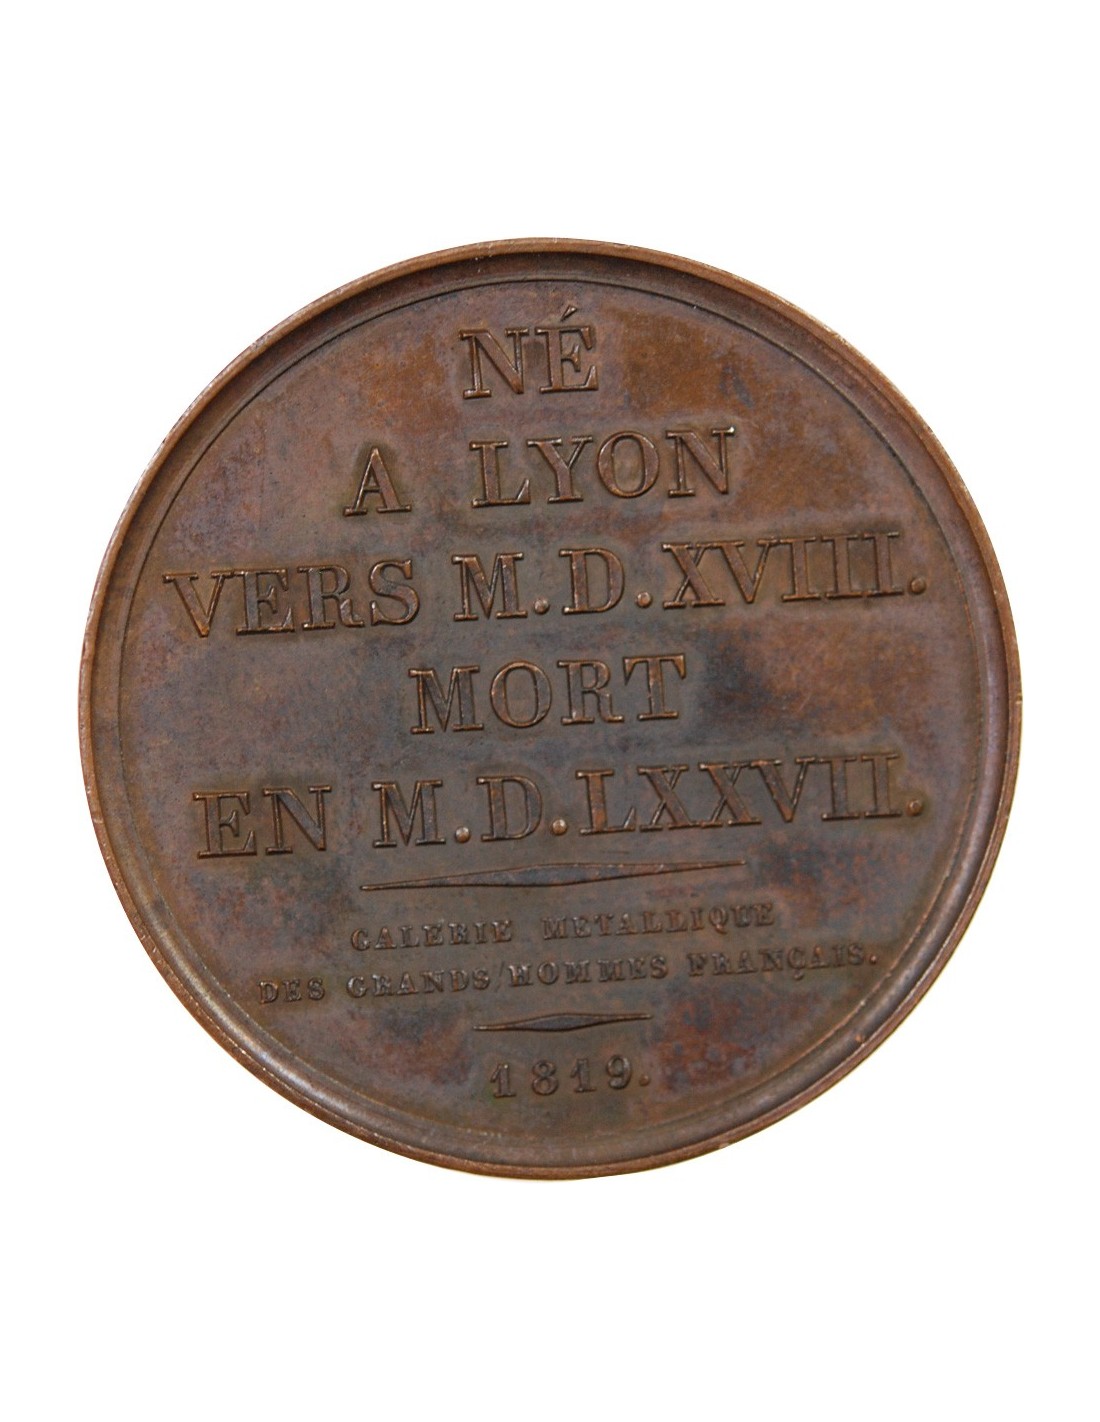 NÉ
A LYON
VERS M.D.XVIII.
MORT
EN M.D.LXXVII.
GALERIE METALLIQUE
DES GRANDS HOMMES FRANÇAIS.
1819.